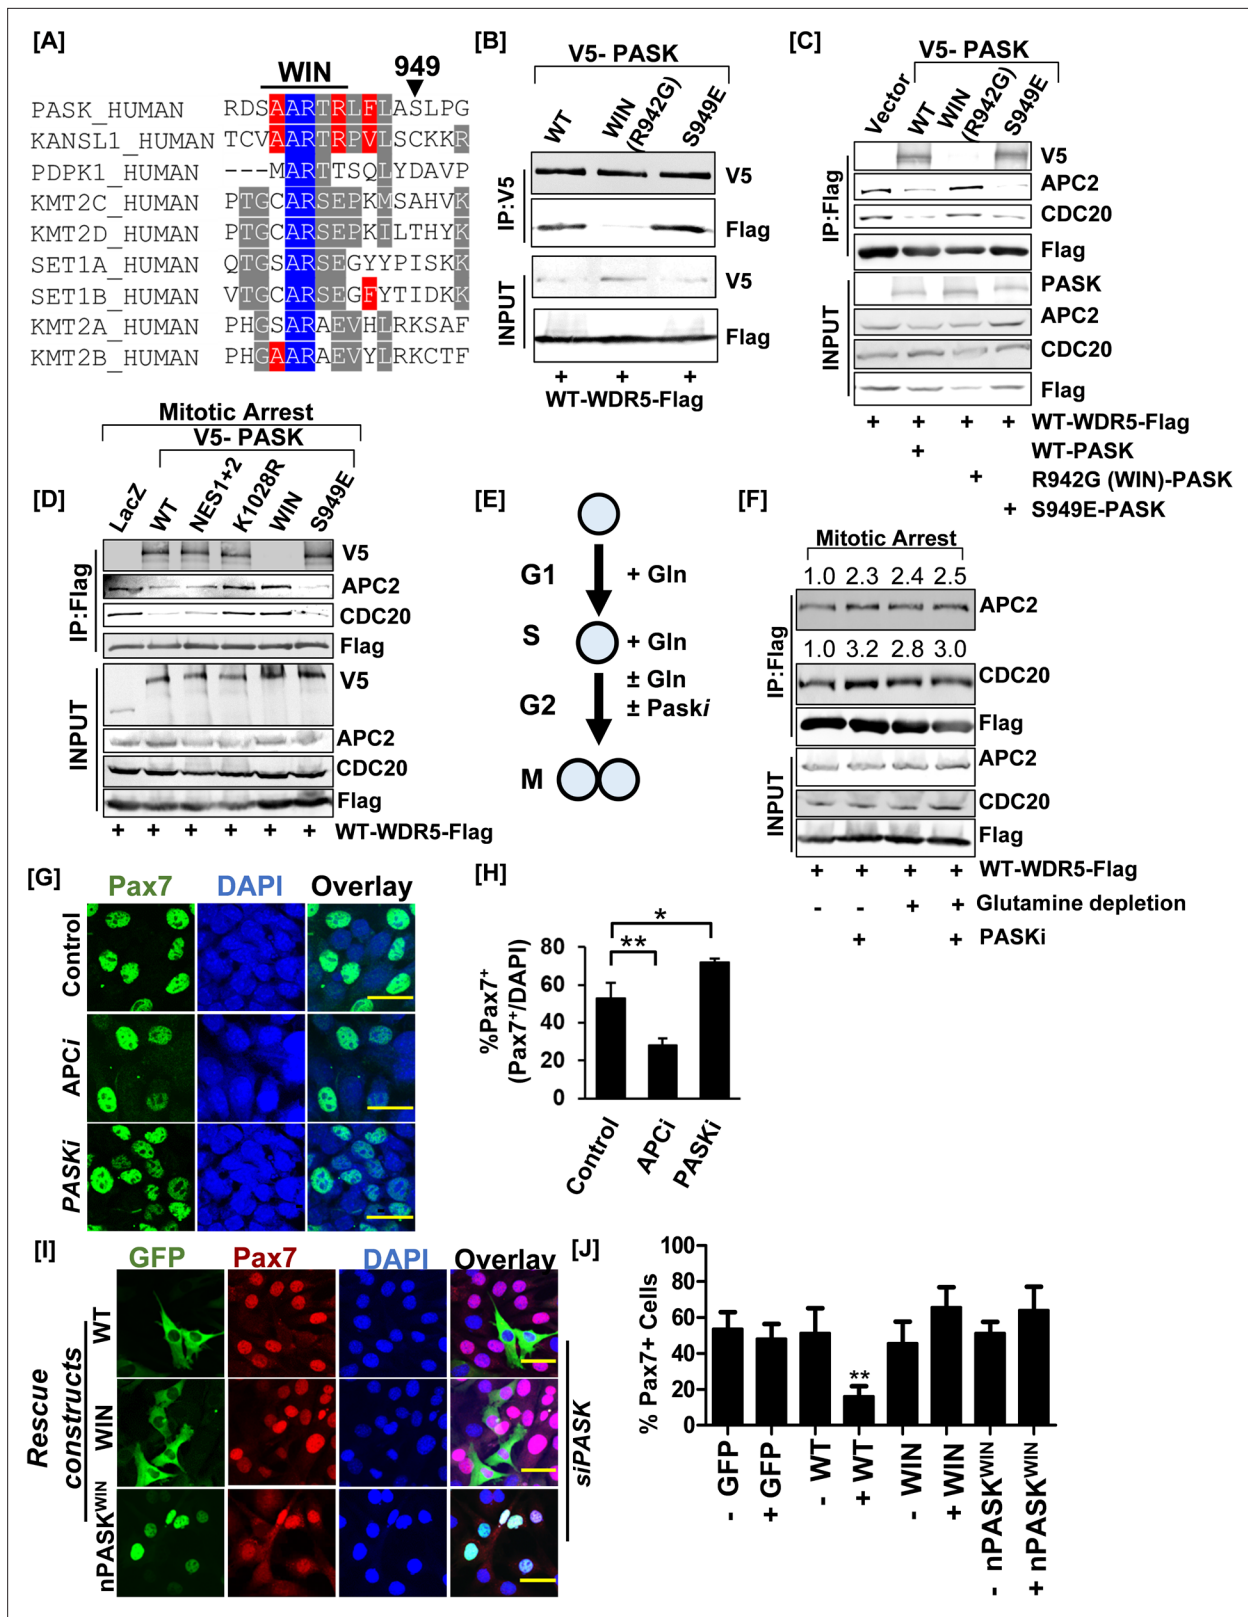 [A]
WIN
949
PASK_HUMAN RDSAARTRLFLASLPG
KANSL1_HUMAN TCVAARTRPVLSCKKR
PDPK1_HUMAN ---MARTTSQLYDAVP
KMT2C_HUMAN PTGCARSEPKMSAHVK
KMT2D_HUMAN PTGCARSEPKILTHYK
SET1A_HUMAN QTGSARSEGYYPISKK
SET1B_HUMAN VTGCARSEGFYTIDKK
KMT2A_HUMAN PHGSARAEVHLRKSAF
KMT2B_HUMAN PHGAARAEVYLRKCTF
[B]
V5- PASK
WT
WIN
(R942G)
S949E
IP:V5
V5
Flag
INPUT
V5
Flag
+ + +
WT-WDR5-Flag
[C]
V5- PASK
Vector
WT
WIN
(R942G)
S949E
IP:Flag
V5
APC2
CDC20
Flag
INPUT
PASK
APC2
CDC20
Flag
+ + + + WT-WDR5-Flag
+ WT-PASK
+ R942G (WIN)-PASK
+ S949E-PASK
[D]
Mitotic Arrest
V5- PASK
LacZ
WT
NES1+2
K1028R
WIN
S949E
IP:Flag
V5
APC2
CDC20
Flag
INPUT
V5
APC2
CDC20
Flag
+ + + + + + WT-WDR5-Flag
[E]
G1 + Gln
S + Gln
± Gln
G2 ± Paski
M
[F]
Mitotic Arrest
1.0 2.3 2.4 2.5
IP:Flag
APC2
1.0 3.2 2.8 3.0
CDC20
Flag
INPUT
APC2
CDC20
Flag
+ + + + WT-WDR5-Flag
- - + + Glutamine depletion
+ + PASKi
[G]
Pax7 DAPI Overlay
Control
APCi
PASKi
[H]
%Pax7+
(Pax7+/DAPI)
80
60
40
20
0
*
**
Control
APCi
PASKi
[I]
GFP Pax7 DAPI Overlay
Rescue
constructs
WT
WIN
nPASKWIN
siPASK
[J]
% Pax7+ Cells
100
80
60
40
20
0
**
- GFP
+ GFP
- WT
+ WT
- WIN
+ WIN
- nPASKWIN
+ nPASKWIN